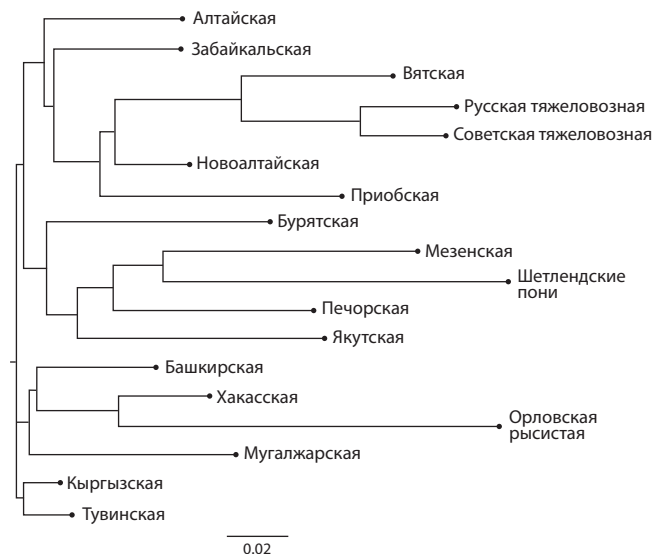 Алтайская
Забайкальская
Вятская
Русская тяжеловозная
Советская тяжеловозная
Новоалтайская
Приобская
Бурятская
Мезенская
Шетлендские
пони
Печорская
Якутская
Башкирская
Хакасская
Орловская
рысистая
Мугалжарская
Кыргызская
Тувинская
0.02